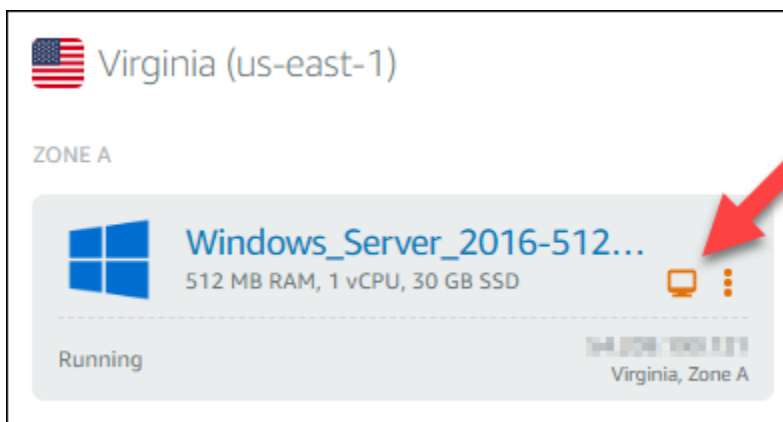 Virginia (us-east-1)
ZONE A
Windows_Server_2016-512...
512 MB RAM, 1 vCPU, 30 GB SSD
Running
Virginia, Zone A